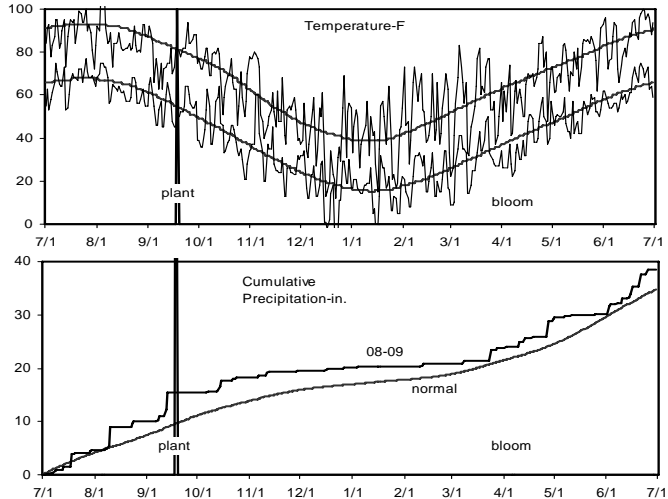 Temperature-F
100
80
60
40
20
0
plant
bloom
7/1 8/1 9/1 10/1 11/1 12/1 1/1 2/1 3/1 4/1 5/1 6/1 7/1
Cumulative
Precipitation-in.
40
30
20
10
0
08-09
normal
plant
bloom
7/1 8/1 9/1 10/1 11/1 12/1 1/1 2/1 3/1 4/1 5/1 6/1 7/1